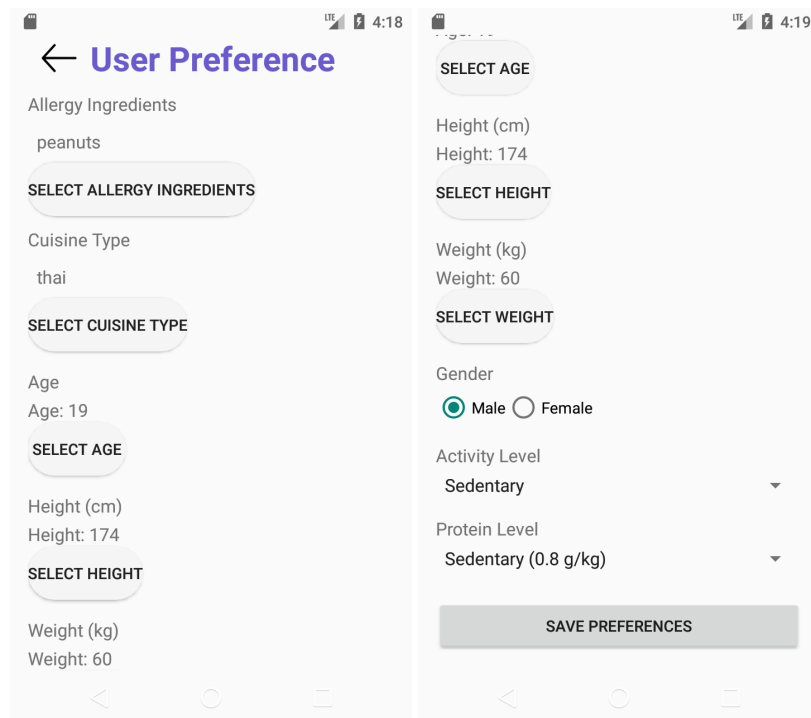 LTE 4:18
User Preference
Allergy Ingredients
peanuts
SELECT ALLERGY INGREDIENTS
Cuisine Type
thai
SELECT CUISINE TYPE
Age
Age: 19
SELECT AGE
Height (cm)
Height: 174
SELECT HEIGHT
Weight (kg)
Weight: 60
LTE 4:19
SELECT AGE
Height (cm)
Height: 174
SELECT HEIGHT
Weight (kg)
Weight: 60
SELECT WEIGHT
Gender
Male Female
Activity Level
Sedentary
Protein Level
Sedentary (0.8 g/kg)
SAVE PREFERENCES